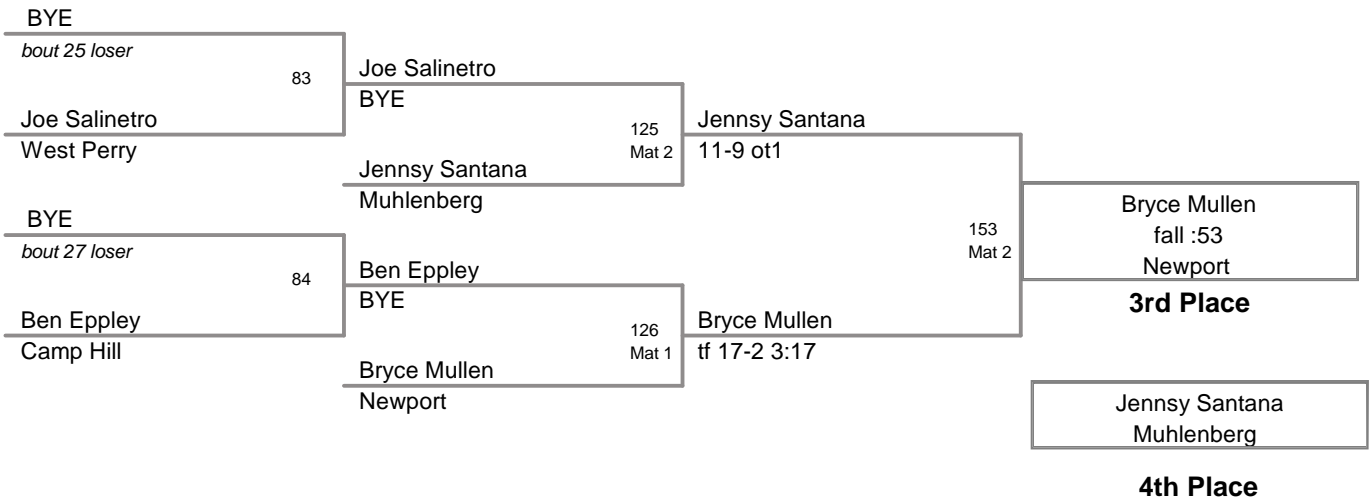 BYE
bout 25 loser
83
Joe Salinetro
West Perry
Joe Salinetro
BYE
125
Mat 2
Jennsy Santana
Muhlenberg
Jennsy Santana
11-9 ot1
BYE
bout 27 loser
84
Ben Eppley
Camp Hill
Ben Eppley
BYE
126
Mat 1
Bryce Mullen
Newport
Bryce Mullen
tf 17-2 3:17
153
Mat 2
Bryce Mullen
fall :53
Newport
3rd Place
Jennsy Santana
Muhlenberg
4th Place